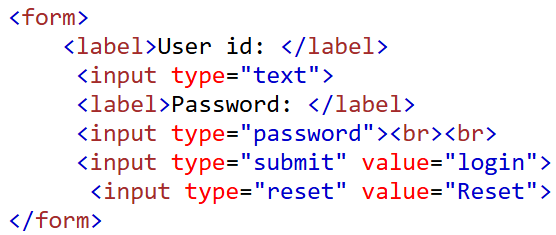 <form>
<label>User id: </label>
<input type="text">
<label>Password: </label>
<input type="password"><br><br>
<input type="submit" value="login">
<input type="reset" value="Reset">
</form>